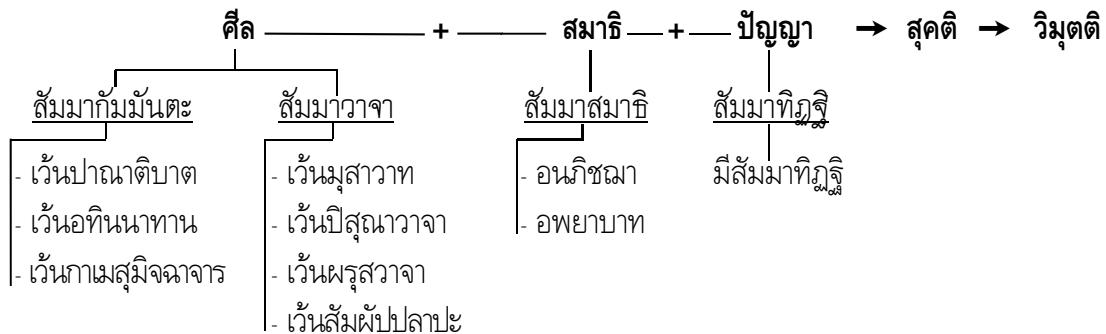 ศีล + สมาธิ + ปัญญา → สุคติ → วิมุตติ
สัมมากัมมันตะ สัมมาวาจา สัมมาสมาธิ สัมมาทิฏฐิ
- เว้นปาณาติบาต - เว้นมุสาวาท - อนภิชฌา มีสัมมาทิฏฐิ
- เว้นอทินนาทาน - เว้นปิสุณาวาจา - อพยาบาท
- เว้นกาเมสุมิจฉาจาร - เว้นผรุสวาจา
- เว้นสัมผัปปลาปะ